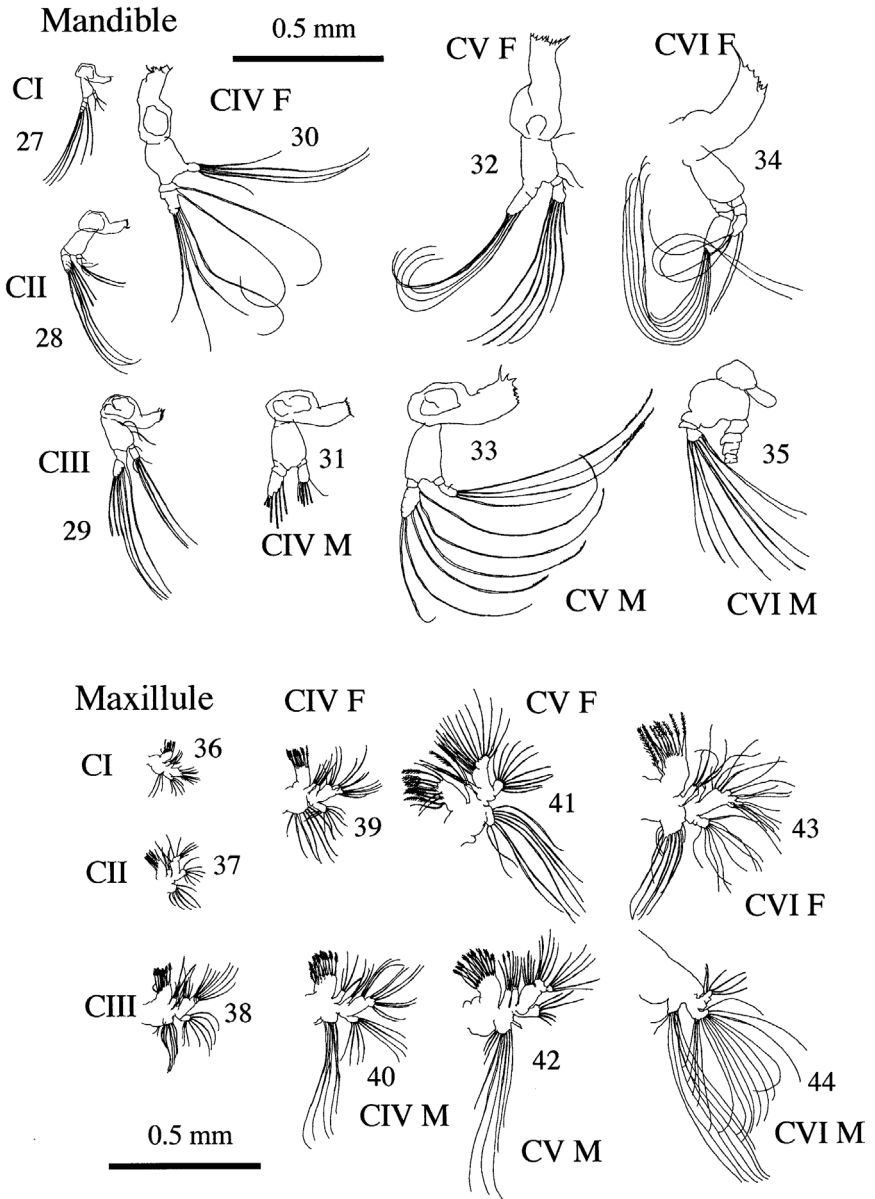 Mandible
0.5 mm
CI
27
CIV F
30
CV F
32
CVI F
34
CII
28
CIII
29
31
CIV M
33
CV M
35
CVI M
Maxillule
CI
36
CIV F
39
CV F
41
43
CVI F
CII
37
CIII
38
40
CIV M
42
CV M
44
CVI M
0.5 mm